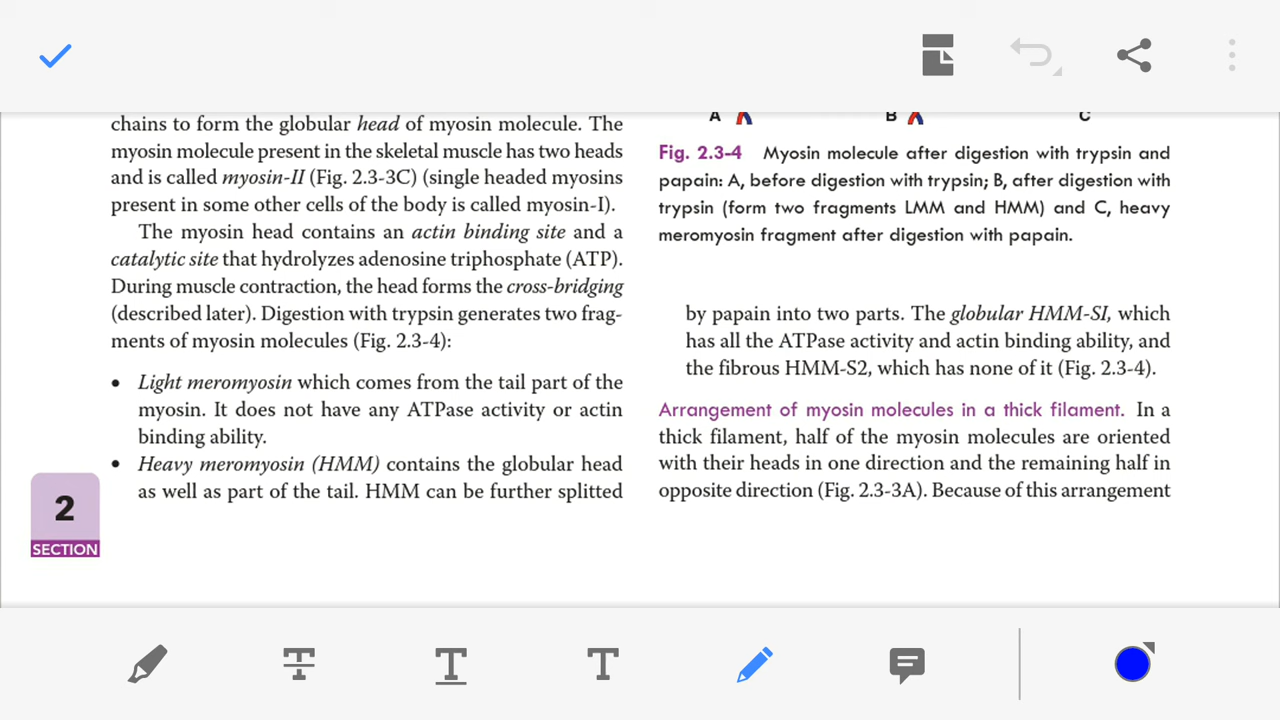 chains to form the globular head of myosin molecule. The
myosin molecule present in the skeletal muscle has two heads
and is called myosin-II (Fig. 2.3-3C) (single headed myosins
present in some other cells of the body is called myosin-I).
The myosin head contains an actin binding site and a
catalytic site that hydrolyzes adenosine triphosphate (ATP).
During muscle contraction, the head forms the cross-bridging
(described later). Digestion with trypsin generates two frag-
ments of myosin molecules (Fig. 2.3-4):
• Light meromyosin which comes from the tail part of the
myosin. It does not have any ATPase activity or actin
binding ability.
• Heavy meromyosin (HMM) contains the globular head
as well as part of the tail. HMM can be further splitted
2
SECTION
A B C
Fig. 2.3-4 Myosin molecule after digestion with trypsin and
papain: A, before digestion with trypsin; B, after digestion with
trypsin (form two fragments LMM and HMM) and C, heavy
meromyosin fragment after digestion with papain.
by papain into two parts. The globular HMM-SI, which
has all the ATPase activity and actin binding ability, and
the fibrous HMM-S2, which has none of it (Fig. 2.3-4).
Arrangement of myosin molecules in a thick filament. In a
thick filament, half of the myosin molecules are oriented
with their heads in one direction and the remaining half in
opposite direction (Fig. 2.3-3A). Because of this arrangement
T T T